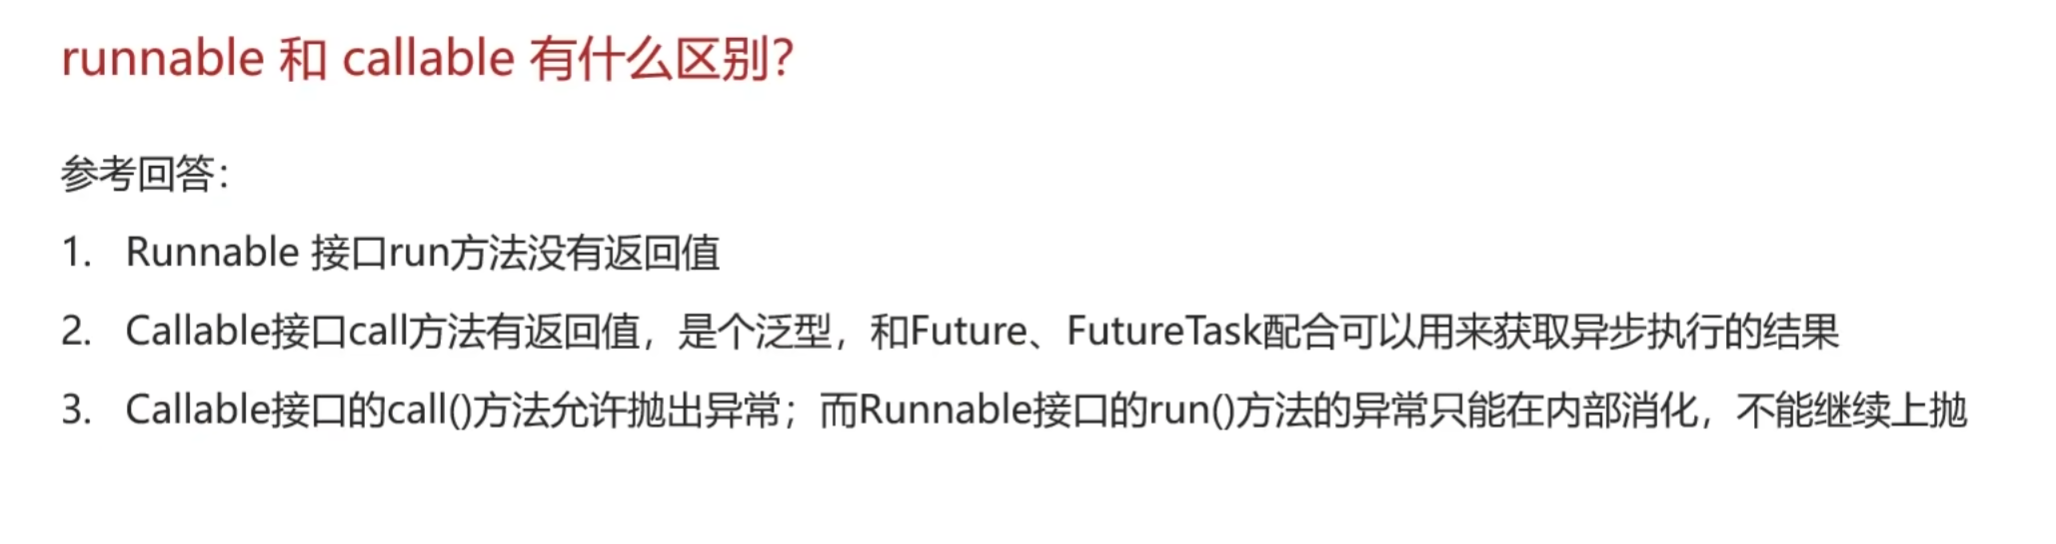 runnable 和 callable 有什么区别？
参考回答：
1. Runnable 接口run方法没有返回值
2. Callable接口call方法有返回值，是个泛型，和Future、FutureTask配合可以用来获取异步执行的结果
3. Callable接口的call()方法允许抛出异常；而Runnable接口的run()方法的异常只能在内部消化，不能继续上抛